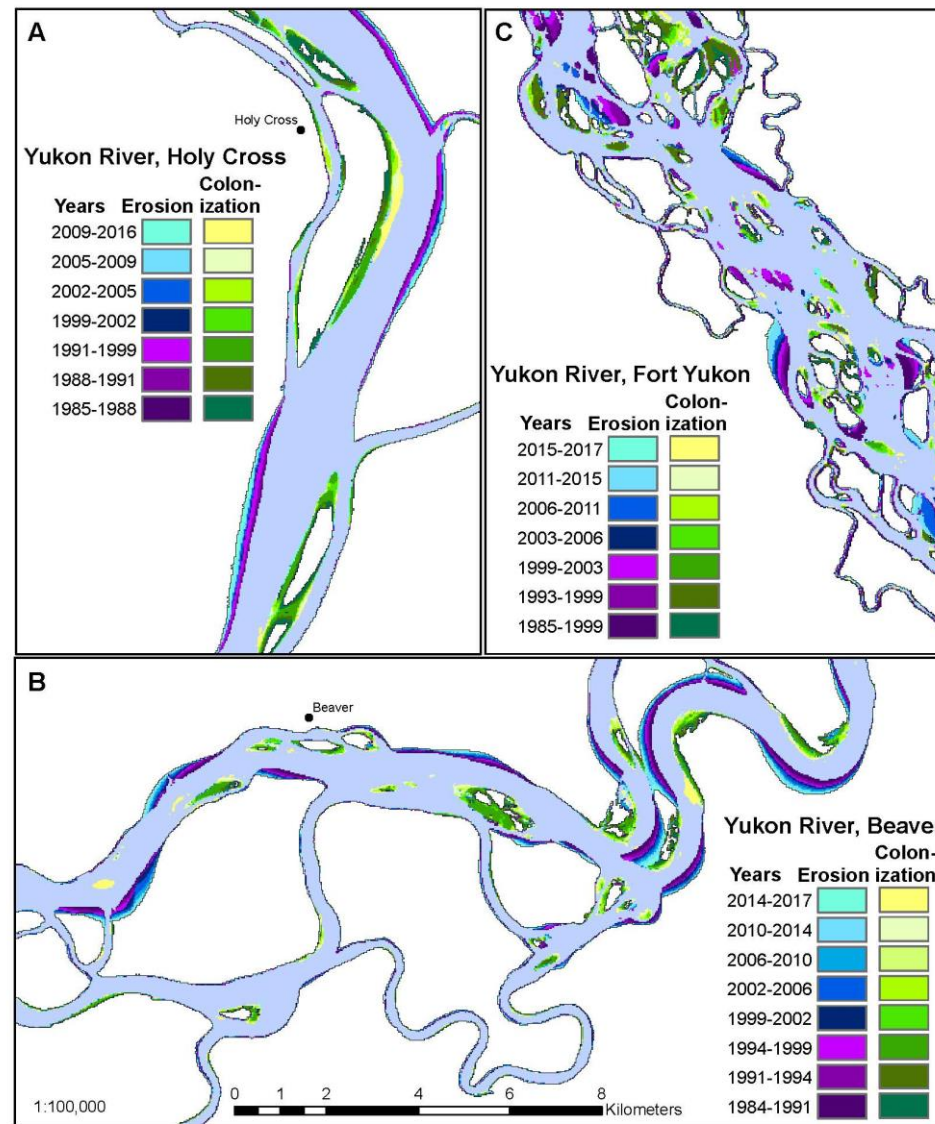 A
Holy Cross
Yukon River, Holy Cross
Colon-
Years Erosion ization
2009-2016
2005-2009
2002-2005
1999-2002
1991-1999
1988-1991
1985-1988
C
Yukon River, Fort Yukon
Colon-
Years Erosion ization
2015-2017
2011-2015
2006-2011
2003-2006
1999-2003
1993-1999
1985-1999
B
Beaver
Yukon River, Beaver
Colon-
Years Erosion ization
2014-2017
2010-2014
2006-2010
2002-2006
1999-2002
1994-1999
1991-1994
1984-1991
1:100,000
0 1 2 4 6 8
Kilometers